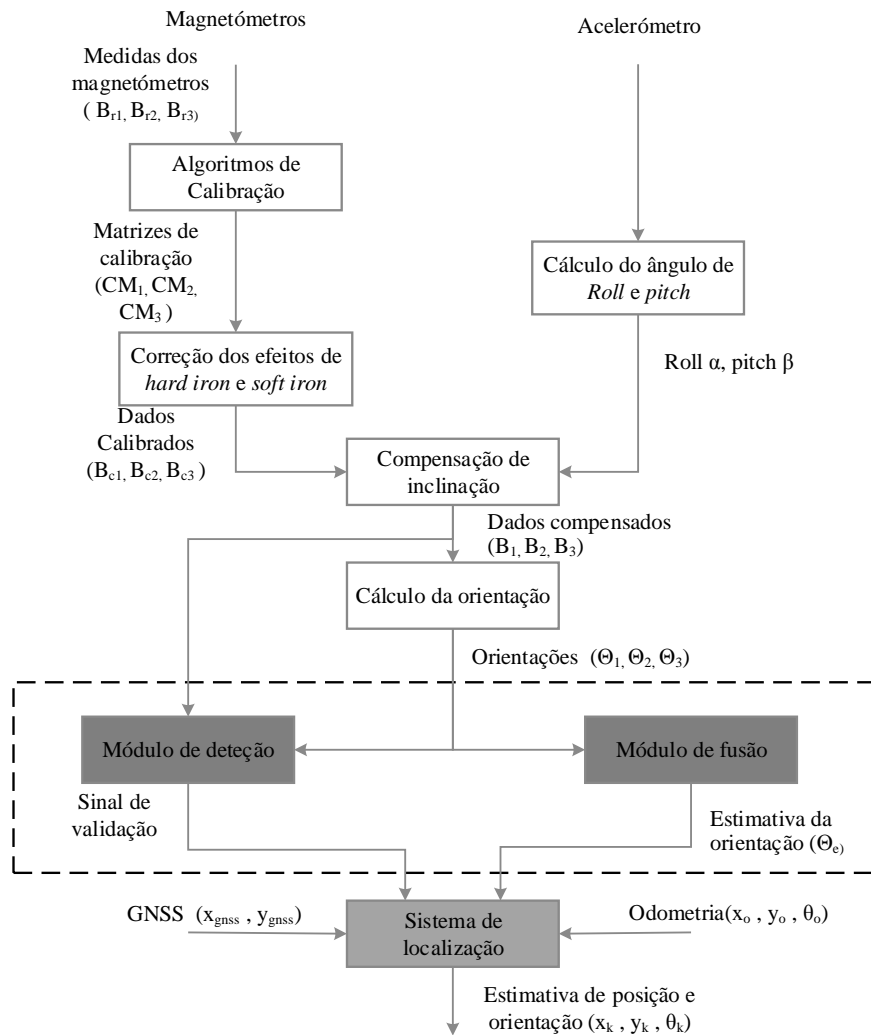 Magnetómetros
Acelerómetro
Medidas dos
magnetómetros
( Br1, Br2, Br3)
Algoritmos de
Calibração
Matrizes de
calibração
(CM1, CM2,
CM3 )
Cálculo do ângulo de
Roll e pitch
Correção dos efeitos de
hard iron e soft iron
Roll α, pitch β
Dados
Calibrados
(Bc1, Bc2, Bc3 )
Compensação de
inclinação
Dados compensados
(B1, B2, B3)
Cálculo da orientação
Orientações (Θ1, Θ2, Θ3)
Módulo de deteção
Módulo de fusão
Sinal de
validação
Estimativa da
orientação (Θe)
GNSS (xgnss , ygnss)
Sistema de
localização
Odometria(xo , yo , θo)
Estimativa de posição e
orientação (xk , yk , θk)